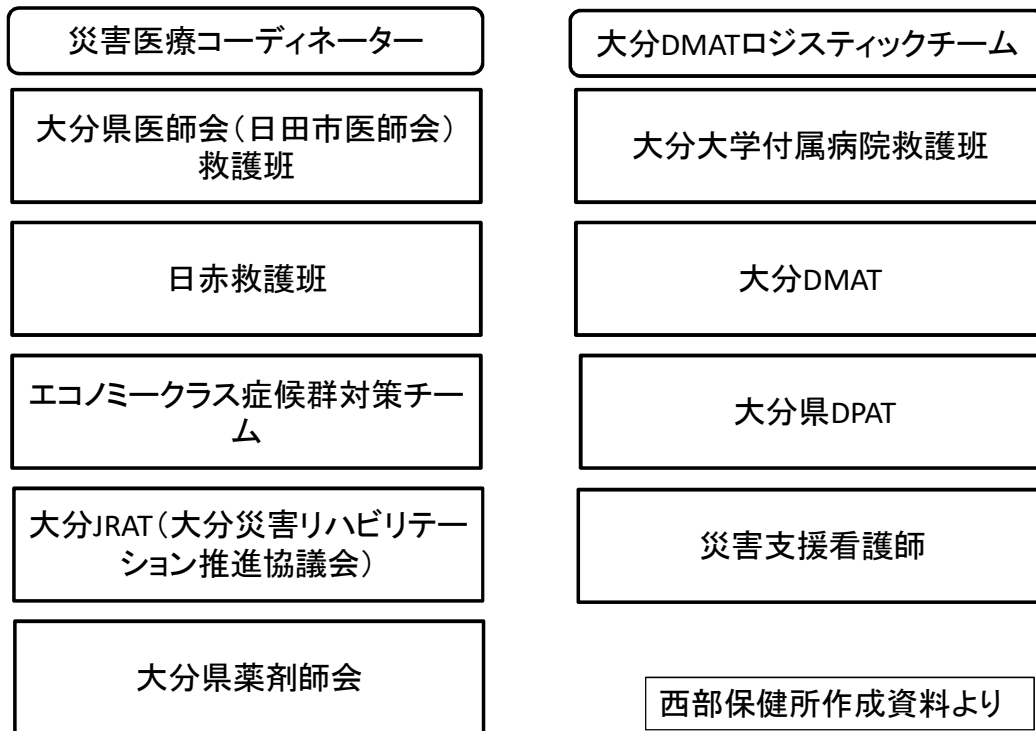 災害医療コーディネーター
大分DMATロジスティックチーム
大分県医師会（日田市医師会）
救護班
大分大学付属病院救護班
日赤救護班
大分DMAT
エコノミークラス症候群対策チー
ム
大分県DPAT
大分JRAT（大分災害リハビリテー
ション推進協議会）
災害支援看護師
大分県薬剤師会
西部保健所作成資料より